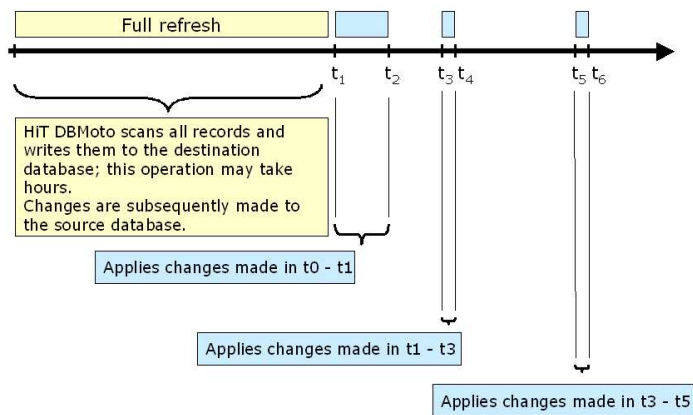 Full refresh
t1 t2 t3 t4 t5 t6
HiT DBMoto scans all records and
writes them to the destination
database; this operation may take
hours.
Changes are subsequently made to
the source database.
Applies changes made in t0 - t1
Applies changes made in t1 - t3
Applies changes made in t3 - t5